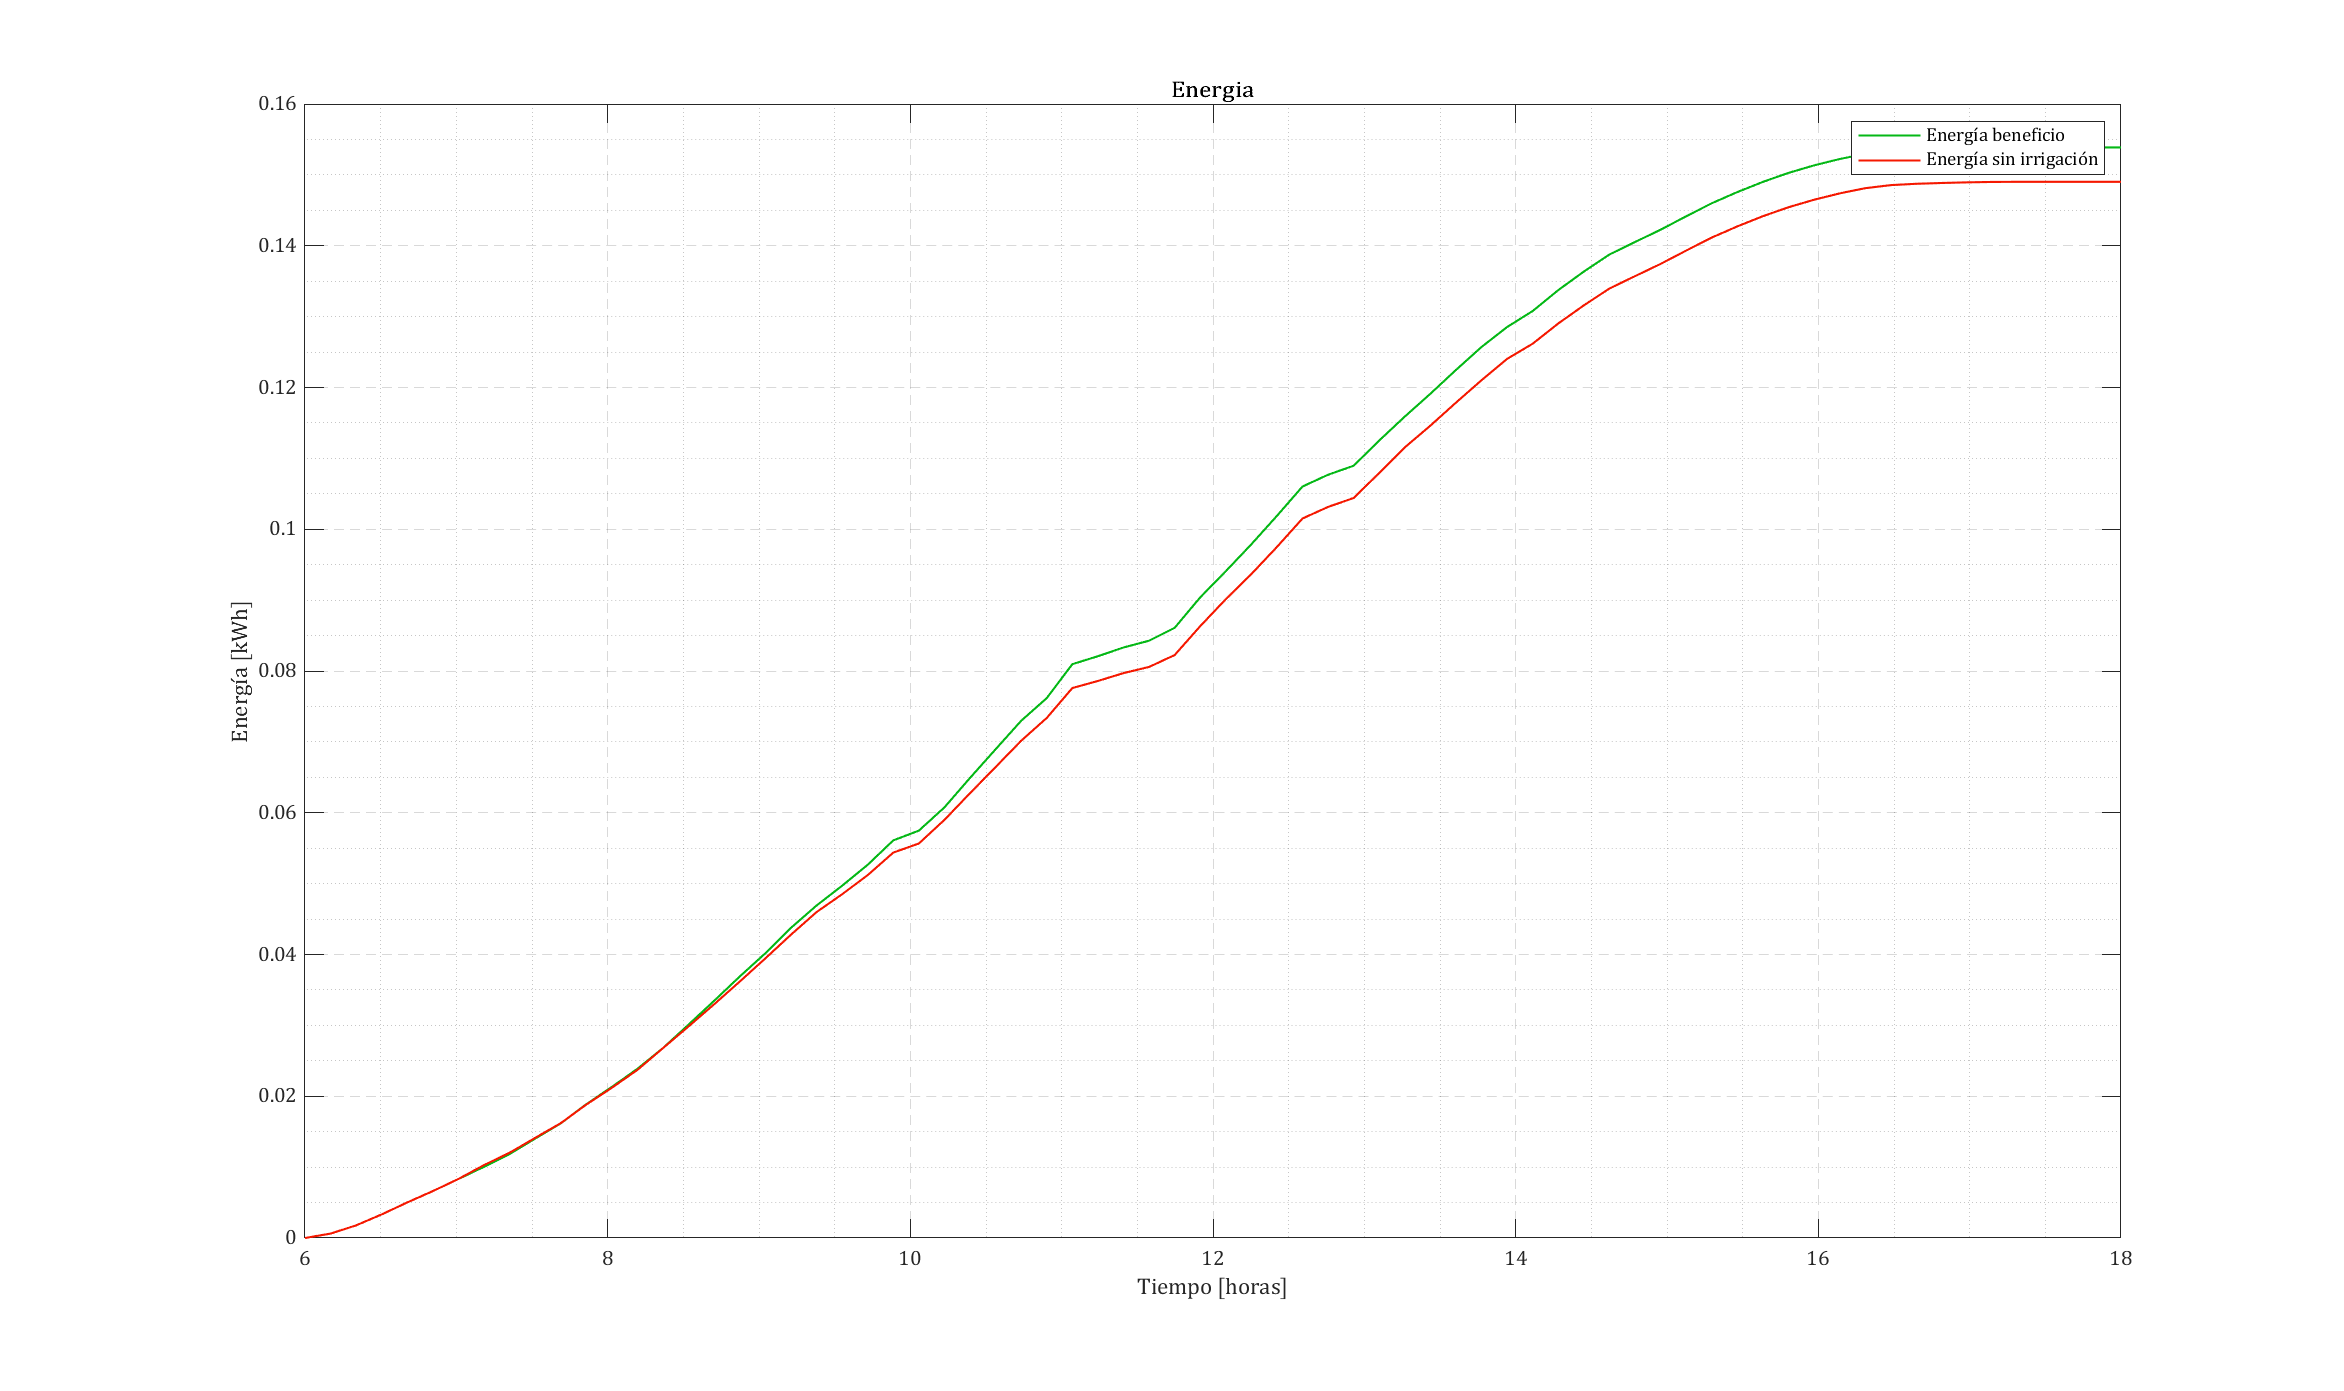 Energia
0.16
0.14
0.12
0.1
0.08
0.06
0.04
0.02
0
Energía [kWh]
Energía beneficio
Energía sin irrigación
6 8 10 12 14 16 18
Tiempo [horas]